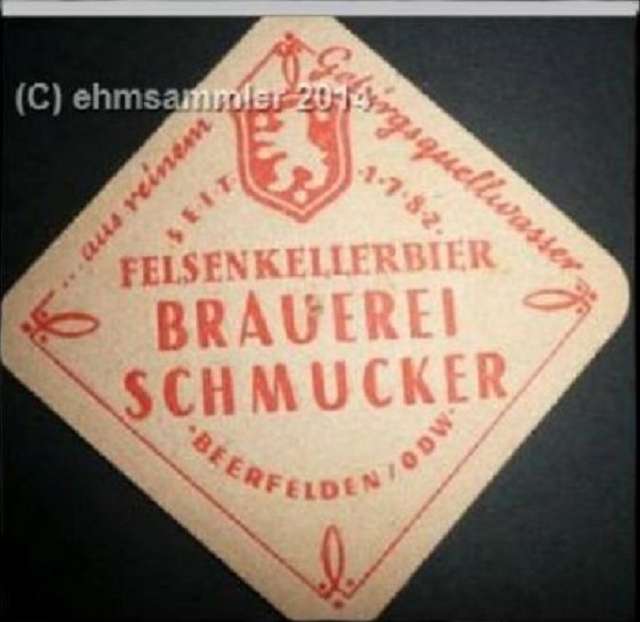 (C) ehmsammler 2014
... aus reinem
Gebirgsquellwasser
SEIT 1782.
FELSENKELLERBIER
BRAUEREI
SCHMUCKER
·BEERFELDEN/ODW·